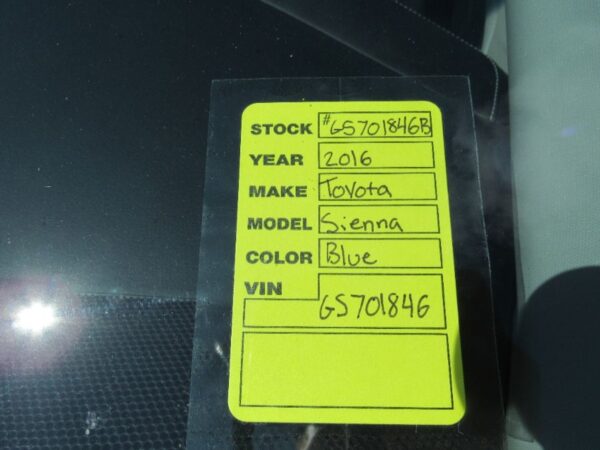 STOCK #GS701846B
YEAR 2016
MAKE Toyota
MODEL Sienna
COLOR Blue
VIN
GS701846